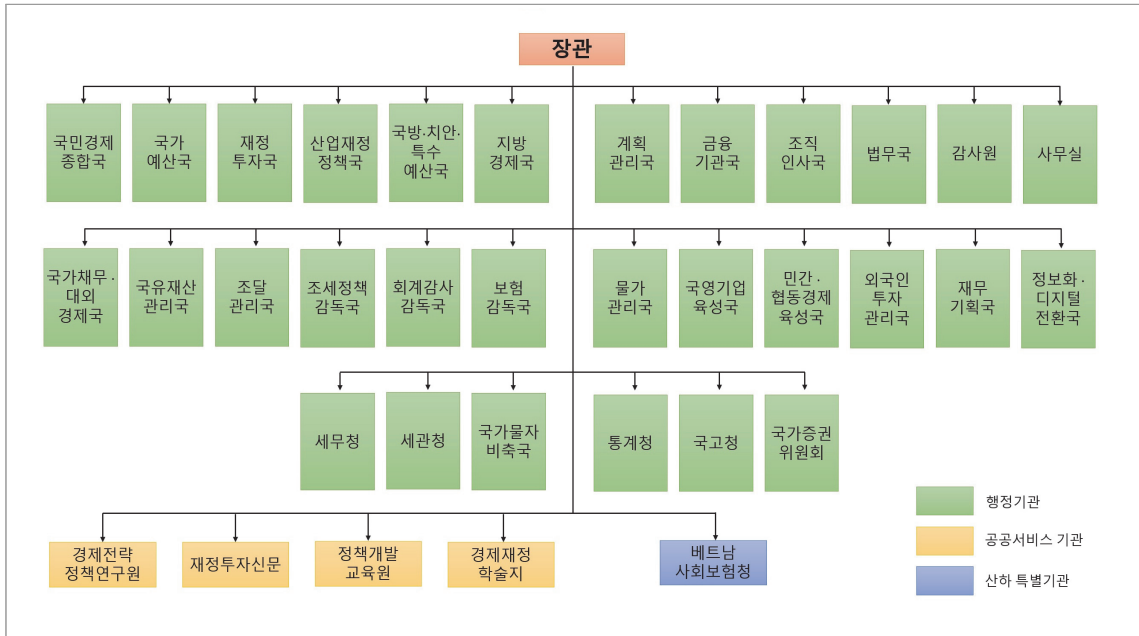 장관
국민경제
종합국
국가
예산국
재정
투자국
산업재정
정책국
국방·치안·
특수
예산국
지방
경제국
계획
관리국
금융
기관국
조직
인사국
법무국
감사원
사무실
국가채무·
대외
경제국
국유재산
관리국
조달
관리국
조세정책
감독국
회계감사
감독국
보험
감독국
물가
관리국
국영기업
육성국
민간·
협동경제
육성국
외국인
투자
관리국
재무
기획국
정보화·
디지털
전환국
세무청
세관청
국가물자
비축국
통계청
국고청
국가증권
위원회
경제전략
정책연구원
재정투자신문
정책개발
교육원
경제재정
학술지
베트남
사회보험청
행정기관
공공서비스 기관
산하 특별기관